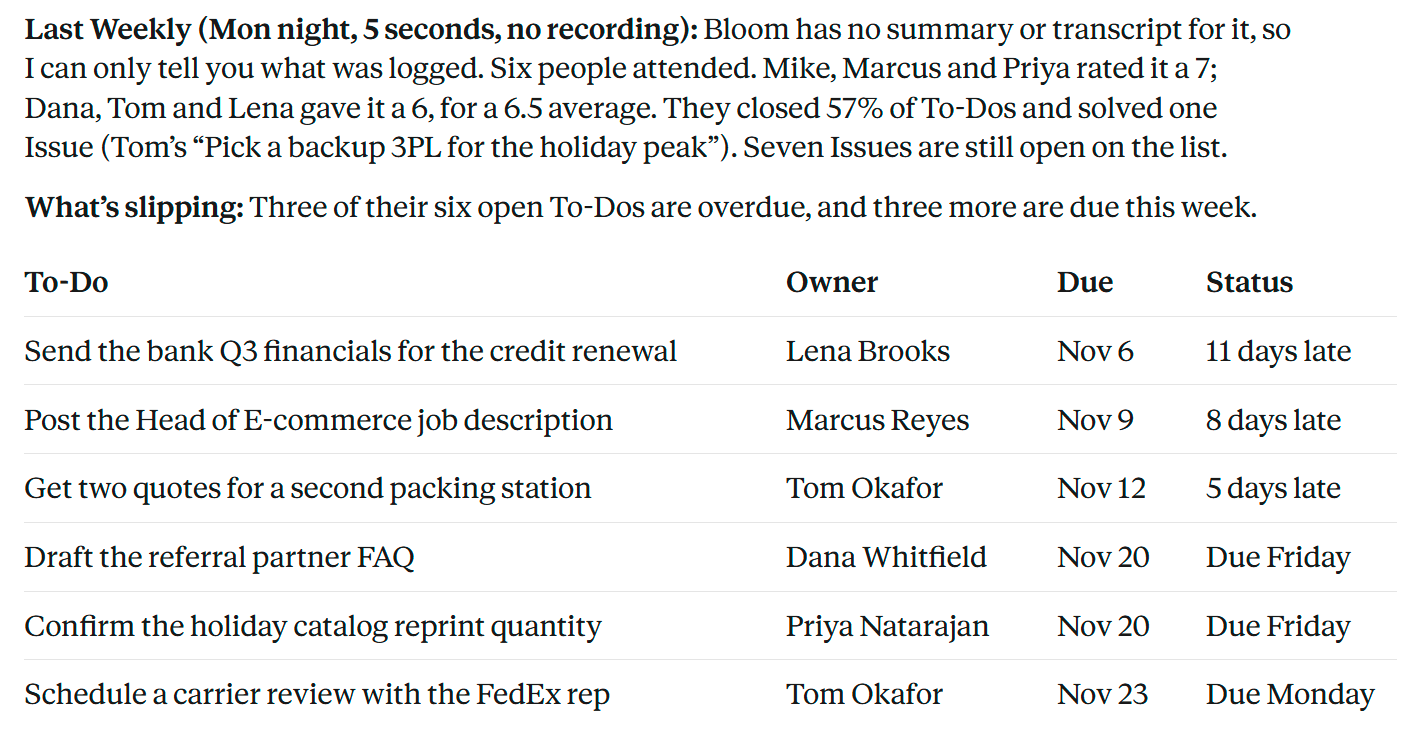 Last Weekly (Mon night, 5 seconds, no recording): Bloom has no summary or transcript for it, so
I can only tell you what was logged. Six people attended. Mike, Marcus and Priya rated it a 7;
Dana, Tom and Lena gave it a 6, for a 6.5 average. They closed 57% of To-Dos and solved one
Issue (Tom’s “Pick a backup 3PL for the holiday peak”). Seven Issues are still open on the list.
What’s slipping: Three of their six open To-Dos are overdue, and three more are due this week.
To-Do Owner Due Status
Send the bank Q3 financials for the credit renewal Lena Brooks Nov 6 11 days late
Post the Head of E-commerce job description Marcus Reyes Nov 9 8 days late
Get two quotes for a second packing station Tom Okafor Nov 12 5 days late
Draft the referral partner FAQ Dana Whitfield Nov 20 Due Friday
Confirm the holiday catalog reprint quantity Priya Natarajan Nov 20 Due Friday
Schedule a carrier review with the FedEx rep Tom Okafor Nov 23 Due Monday